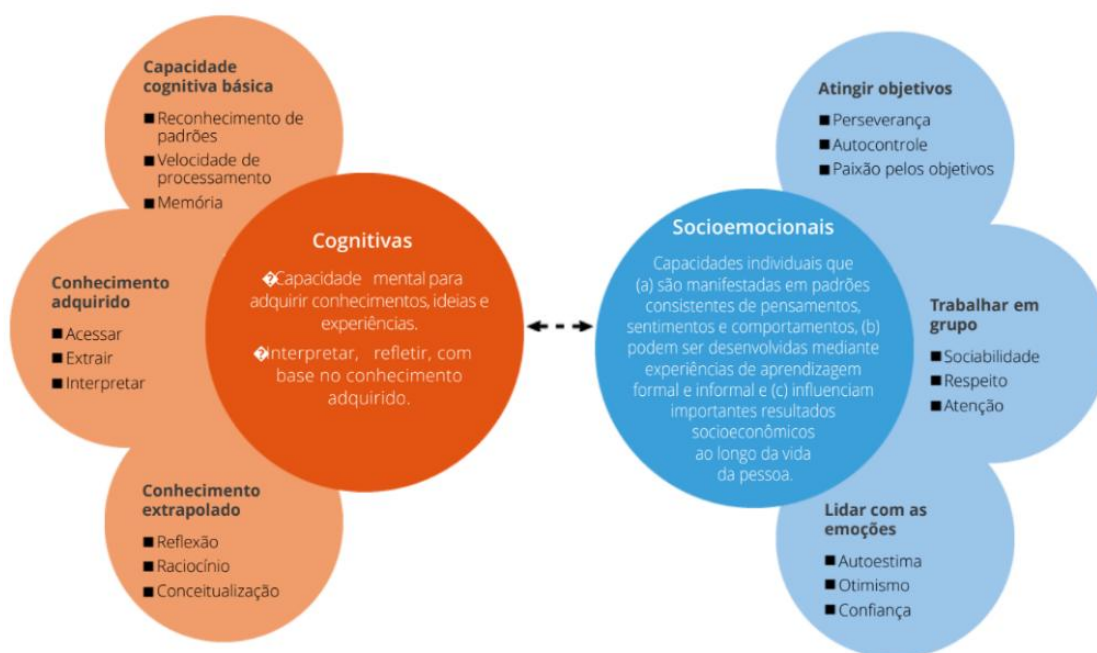 Capacidade
cognitiva básica
■ Reconhecimento de
padrões
■ Velocidade de
processamento
■ Memória
Conhecimento
adquirido
■ Acessar
■ Extrair
■ Interpretar
Conhecimento
extrapolado
■ Reflexão
■ Raciocínio
■ Conceitualização
Cognitivas
�Capacidade mental para
adquirir conhecimentos, ideias e
experiências.
�Interpretar, refletir, com
base no conhecimento
adquirido.
Socioemocionais
Capacidades individuais que
(a) são manifestadas em padrões
consistentes de pensamentos,
sentimentos e comportamentos, (b)
podem ser desenvolvidas mediante
experiências de aprendizagem
formal e informal e (c) influenciam
importantes resultados
socioeconômicos
ao longo da vida
da pessoa.
Atingir objetivos
■ Perseverança
■ Autocontrole
■ Paixão pelos objetivos
Trabalhar em
grupo
■ Sociabilidade
■ Respeito
■ Atenção
Lidar com as
emoções
■ Autoestima
■ Otimismo
■ Confiança